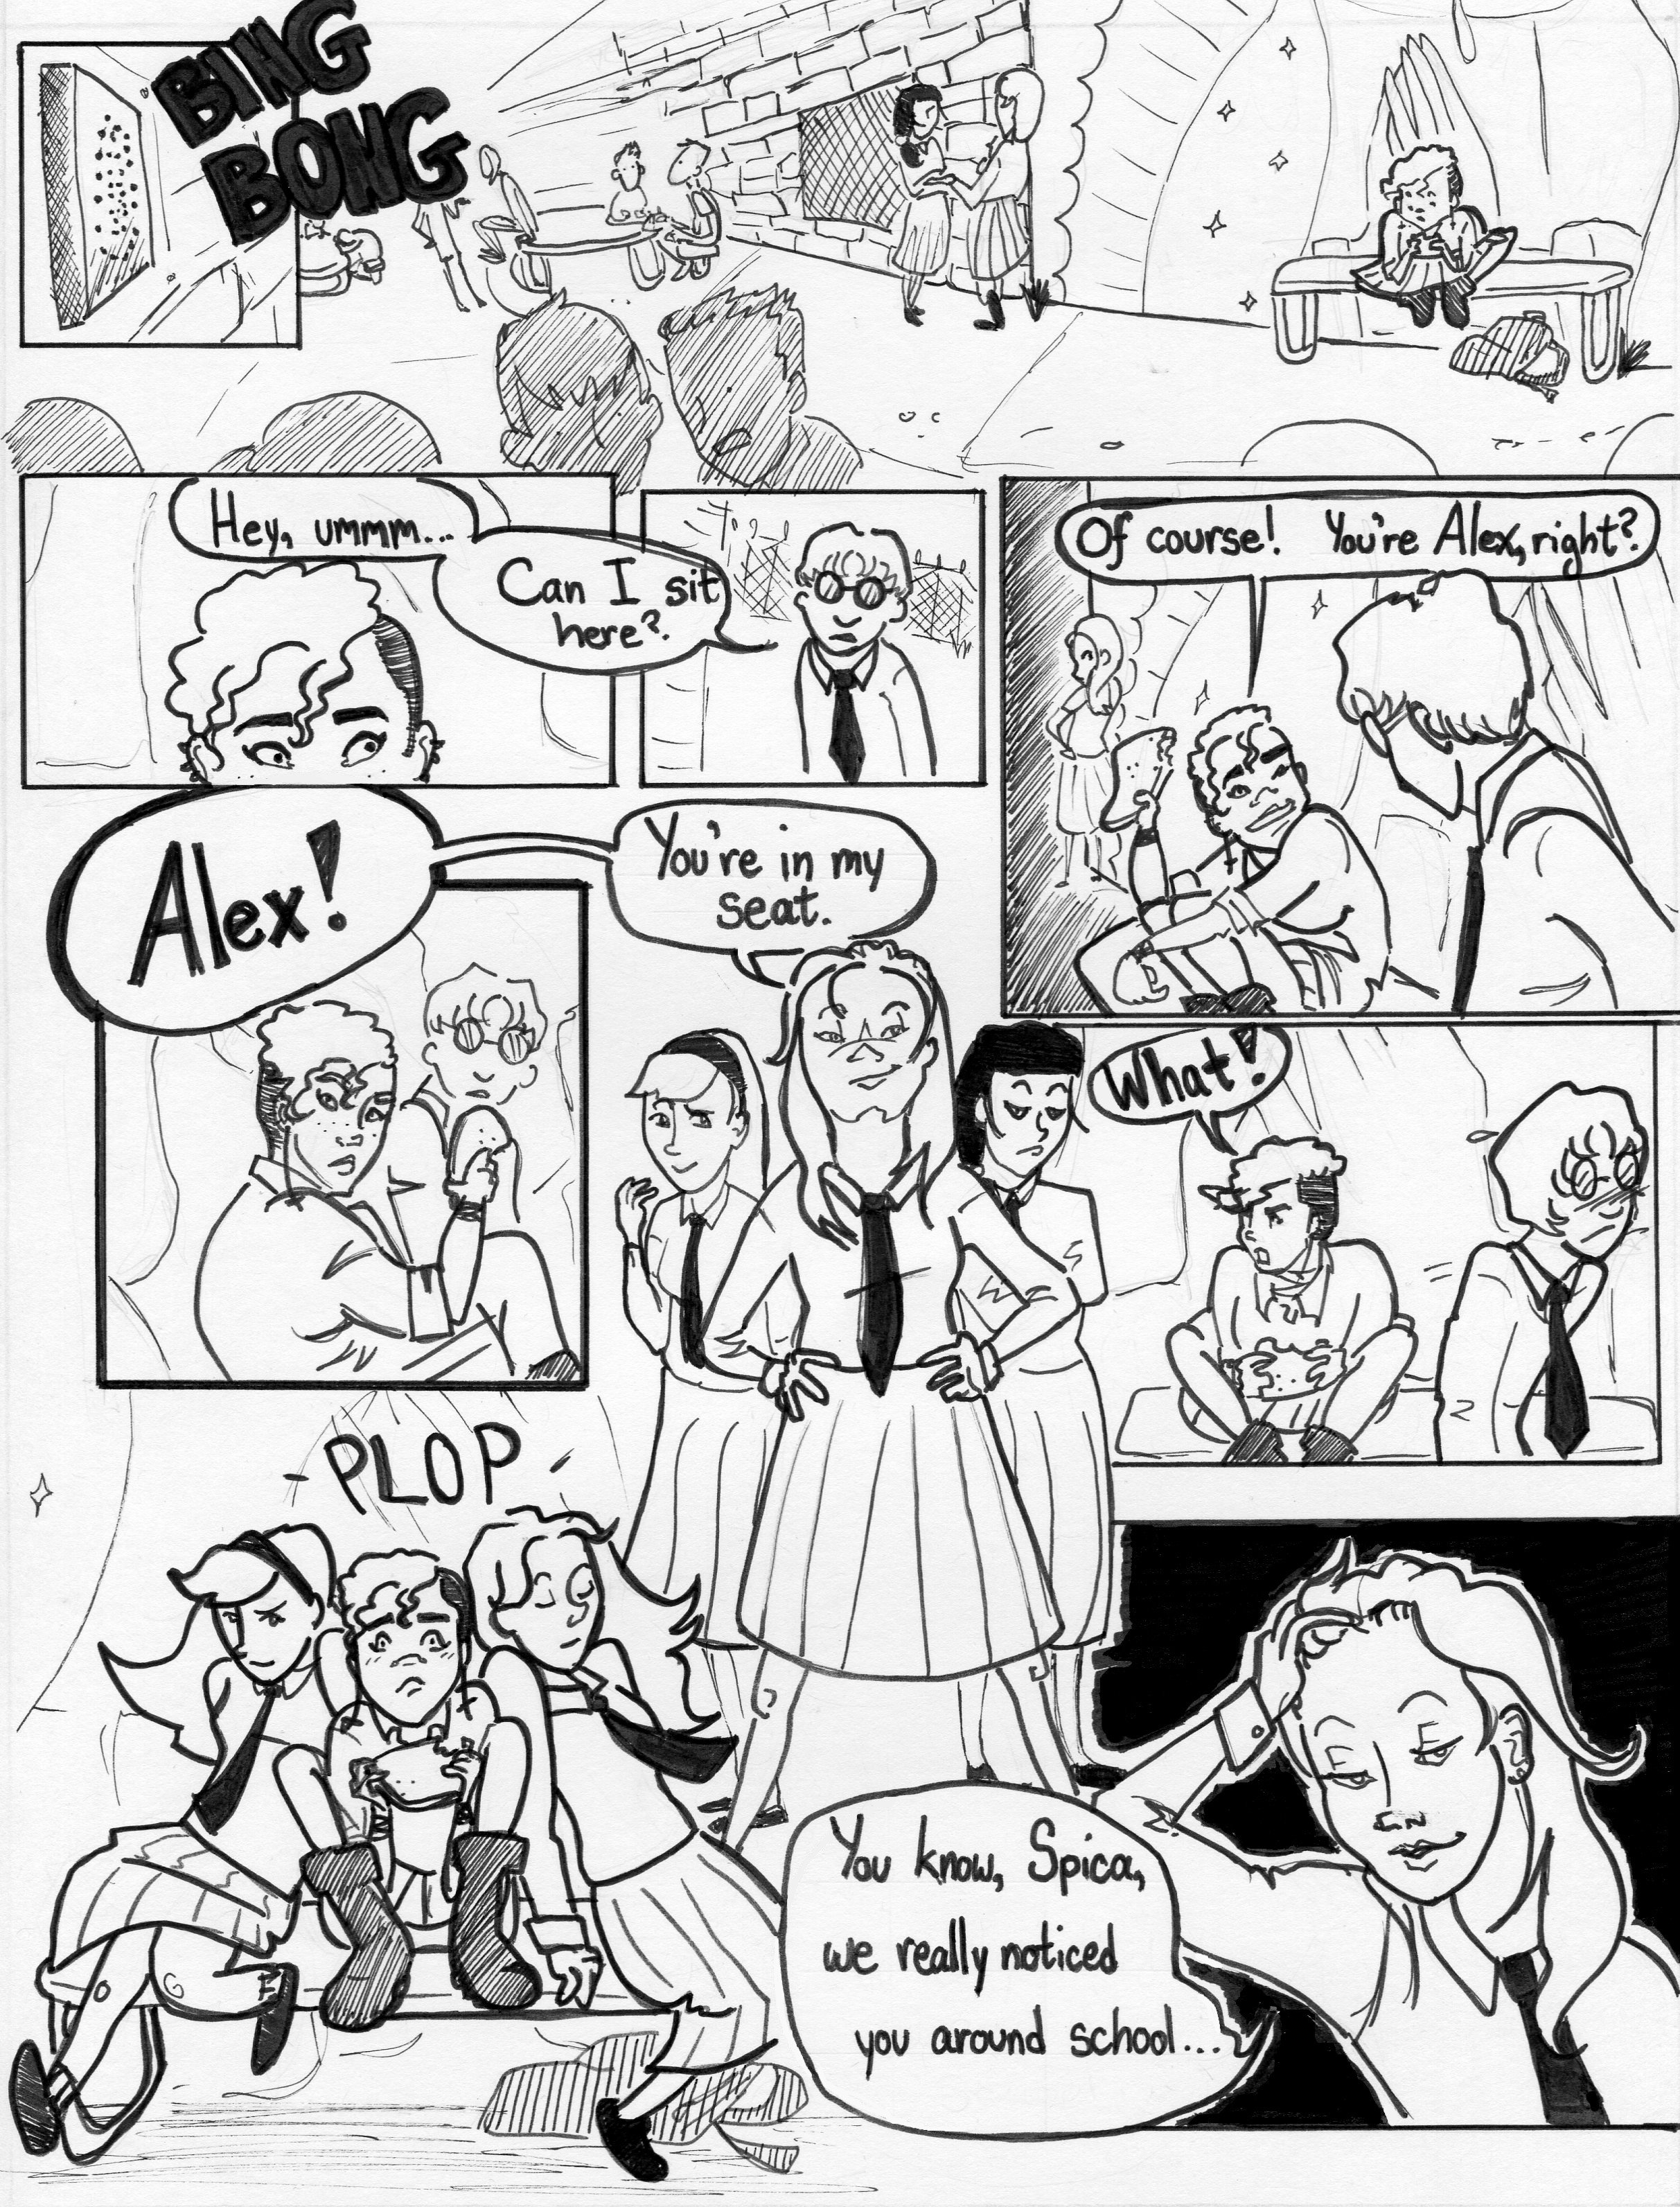 BING
BONG
Hey, ummm...
Can I sit
here?
Of course! You're Alex, right?
Alex!
You're in my
seat.
What!
PLOP
You know, Spica,
we really noticed
you around school...